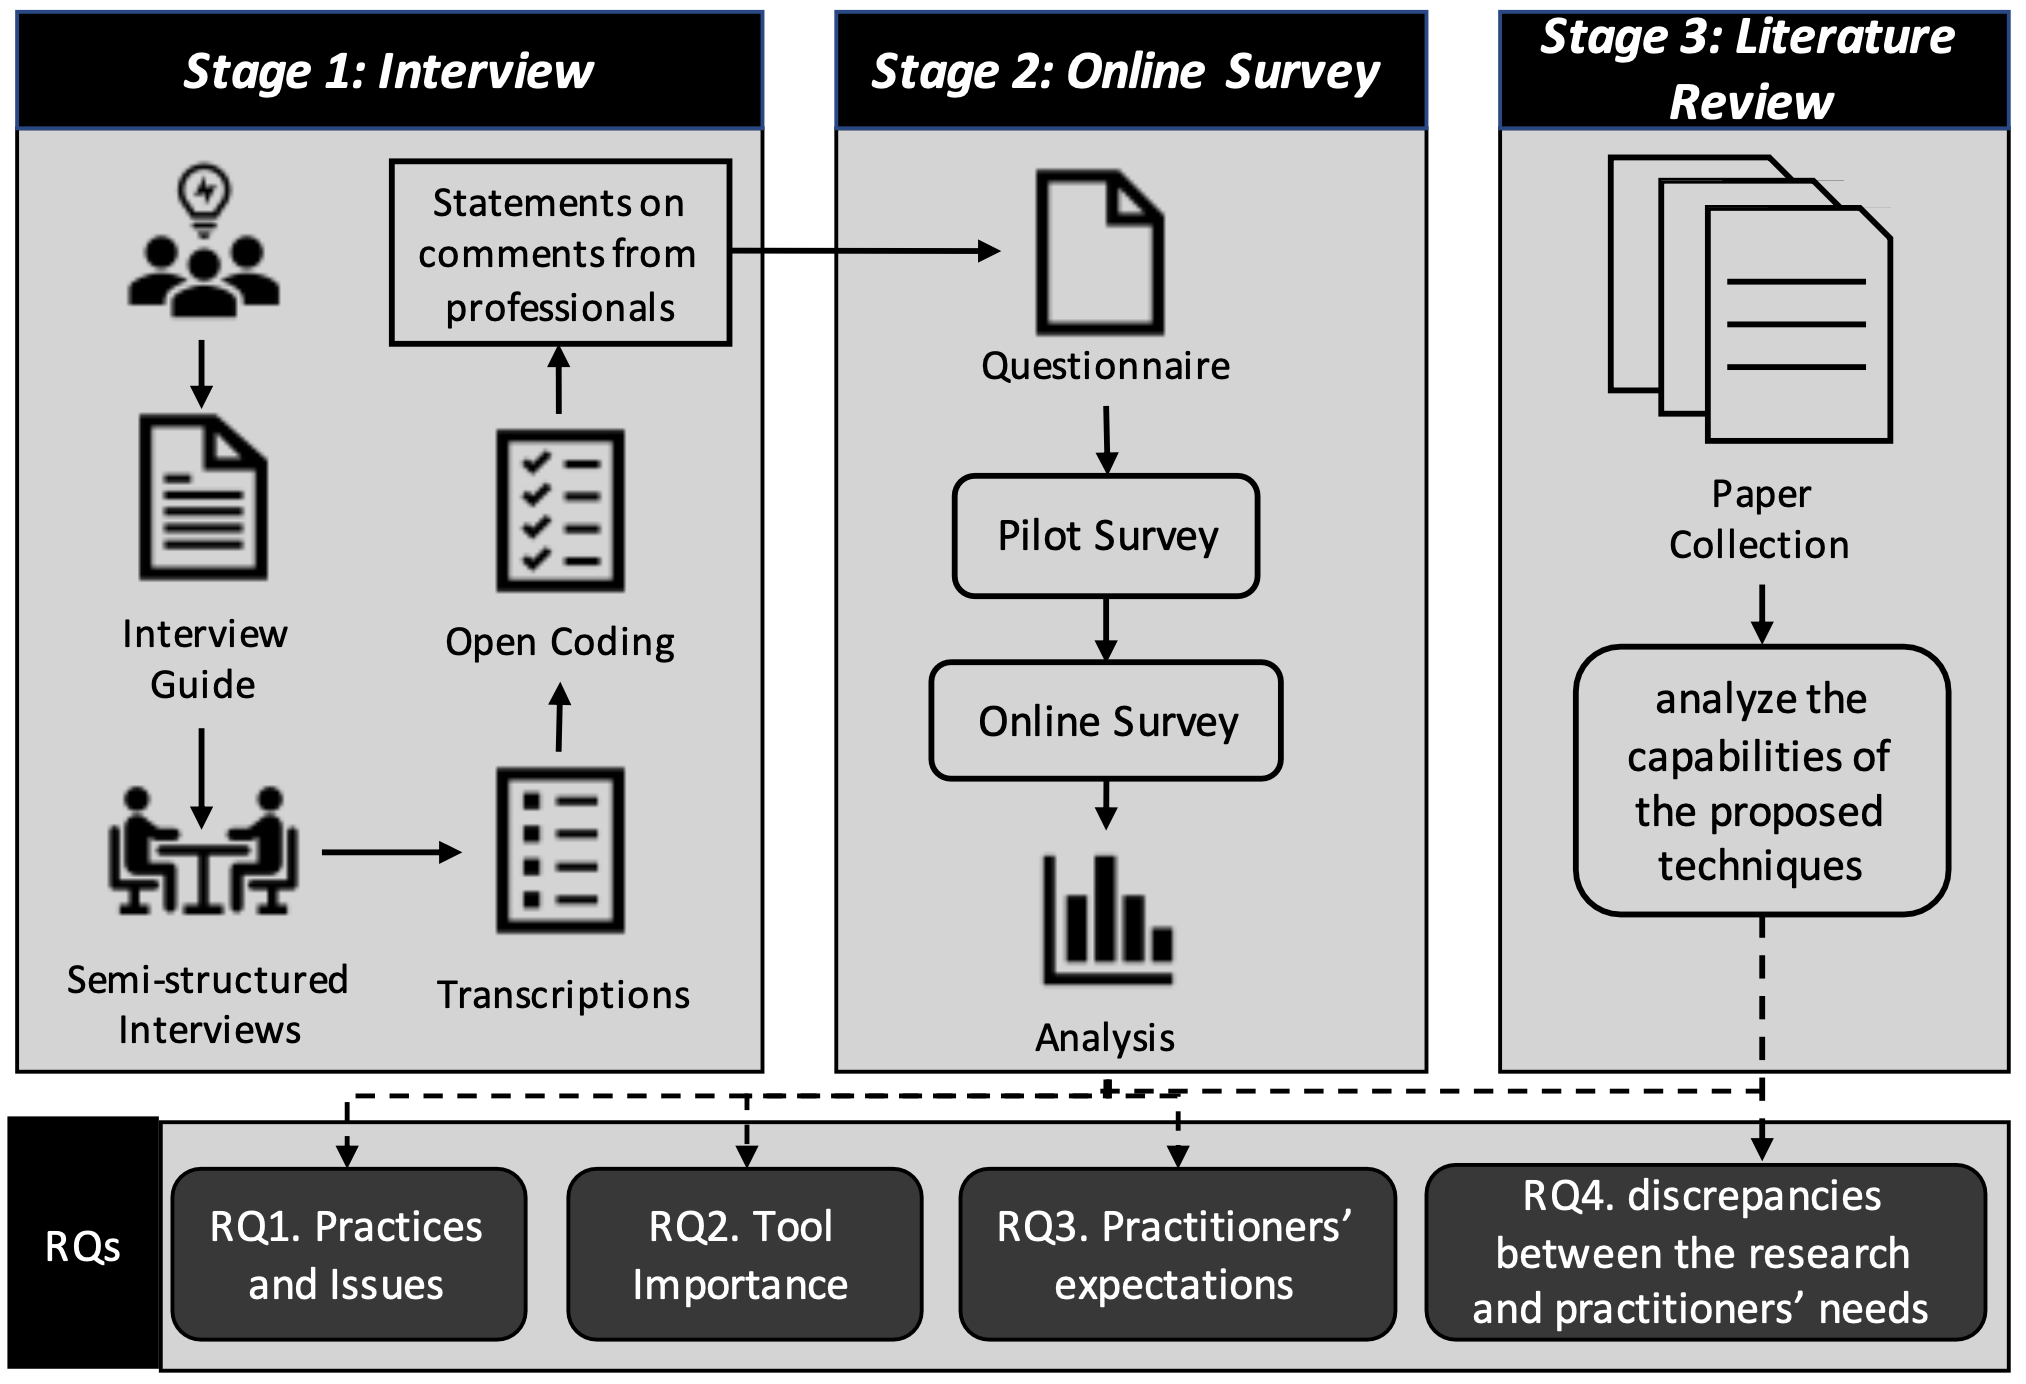 Stage 1: Interview
Statements on
comments from
professionals
Interview
Guide
Open Coding
Semi-structured
Interviews
Transcriptions
Stage 2: Online Survey
Questionnaire
Pilot Survey
Online Survey
Analysis
Stage 3: Literature
Review
Paper
Collection
analyze the
capabilities of
the proposed
techniques
RQs
RQ1. Practices
and Issues
RQ2. Tool
Importance
RQ3. Practitioners’
expectations
RQ4. discrepancies
between the research
and practitioners’ needs